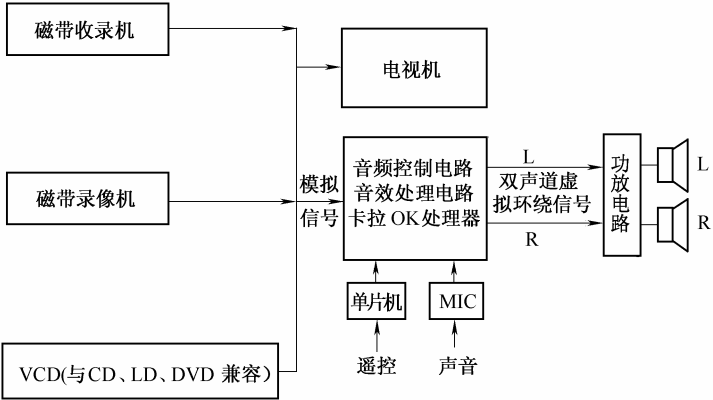 磁带收录机
电视机
磁带录像机
模拟
信号
音频控制电路
音效处理电路
卡拉OK处理器
L
双声道虚
拟环绕信号
R
功放电路
L
R
单片机
MIC
遥控
声音
VCD(与CD、LD、DVD 兼容)